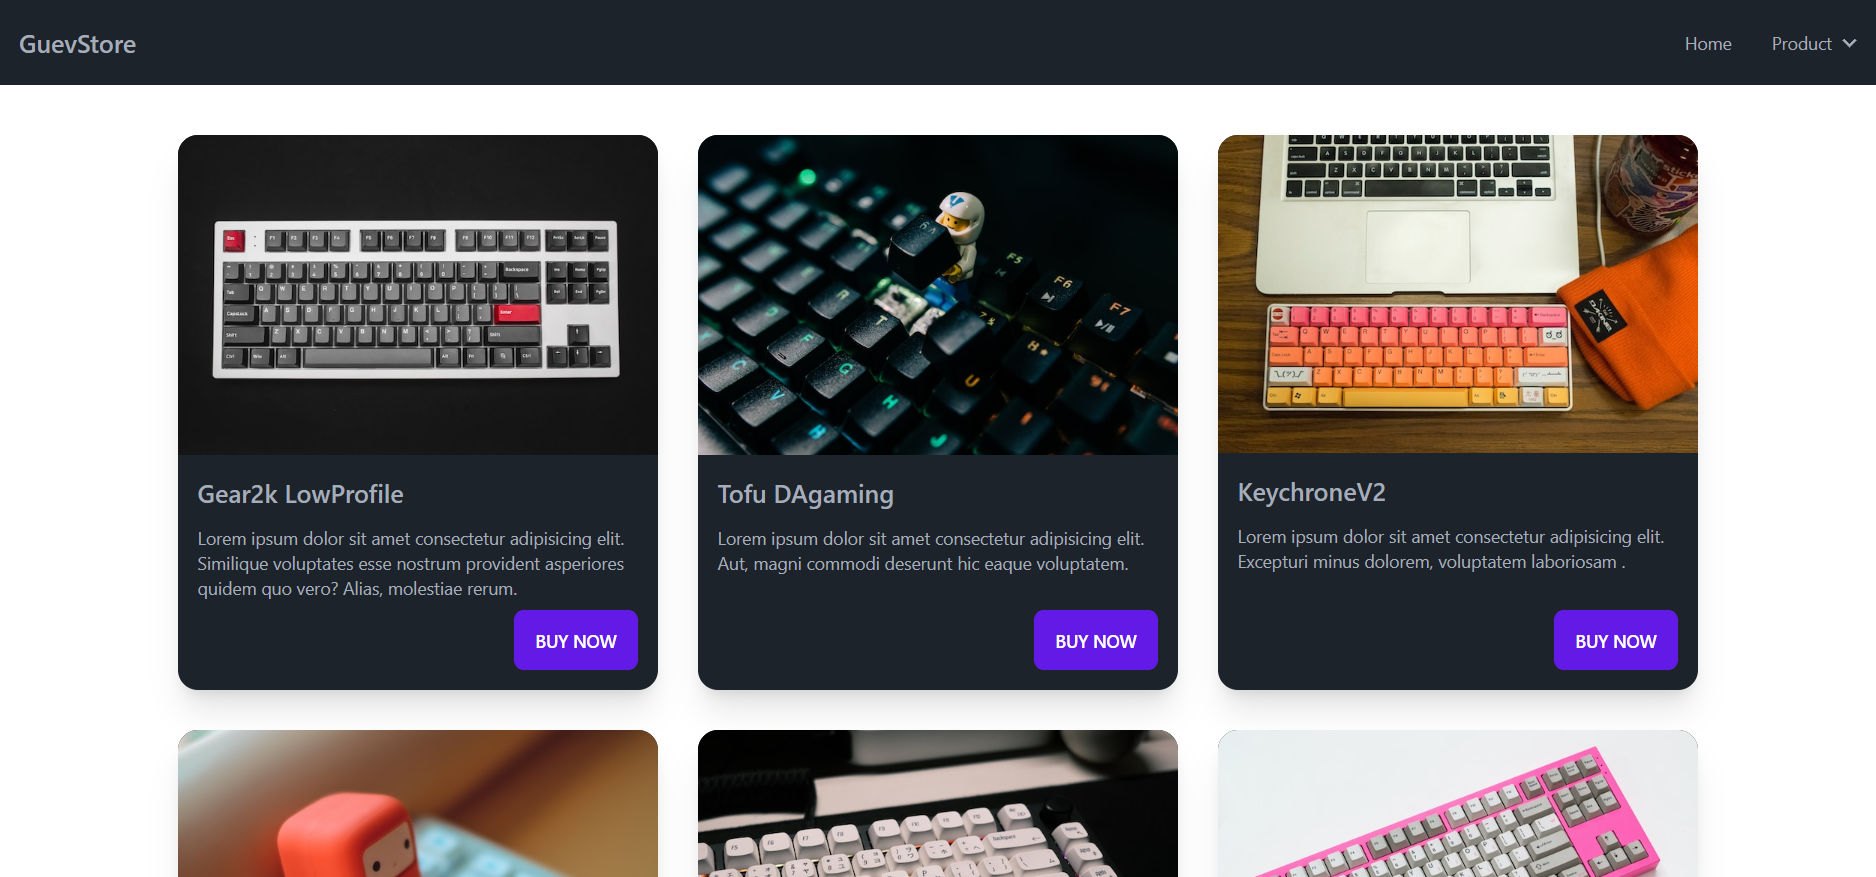 GuevStore
Home
Product
Gear2k LowProfile
Lorem ipsum dolor sit amet consectetur adipisicing elit.
Similique voluptates esse nostrum provident asperiores
quidem quo vero? Alias, molestiae rerum.
BUY NOW
F5
F6
F7
Tofu DAgaming
Lorem ipsum dolor sit amet consectetur adipisicing elit.
Aut, magni commodi deserunt hic eaque voluptatem.
BUY NOW
KeychroneV2
Lorem ipsum dolor sit amet consectetur adipisicing elit.
Excepturi minus dolorem, voluptatem laboriosam .
BUY NOW